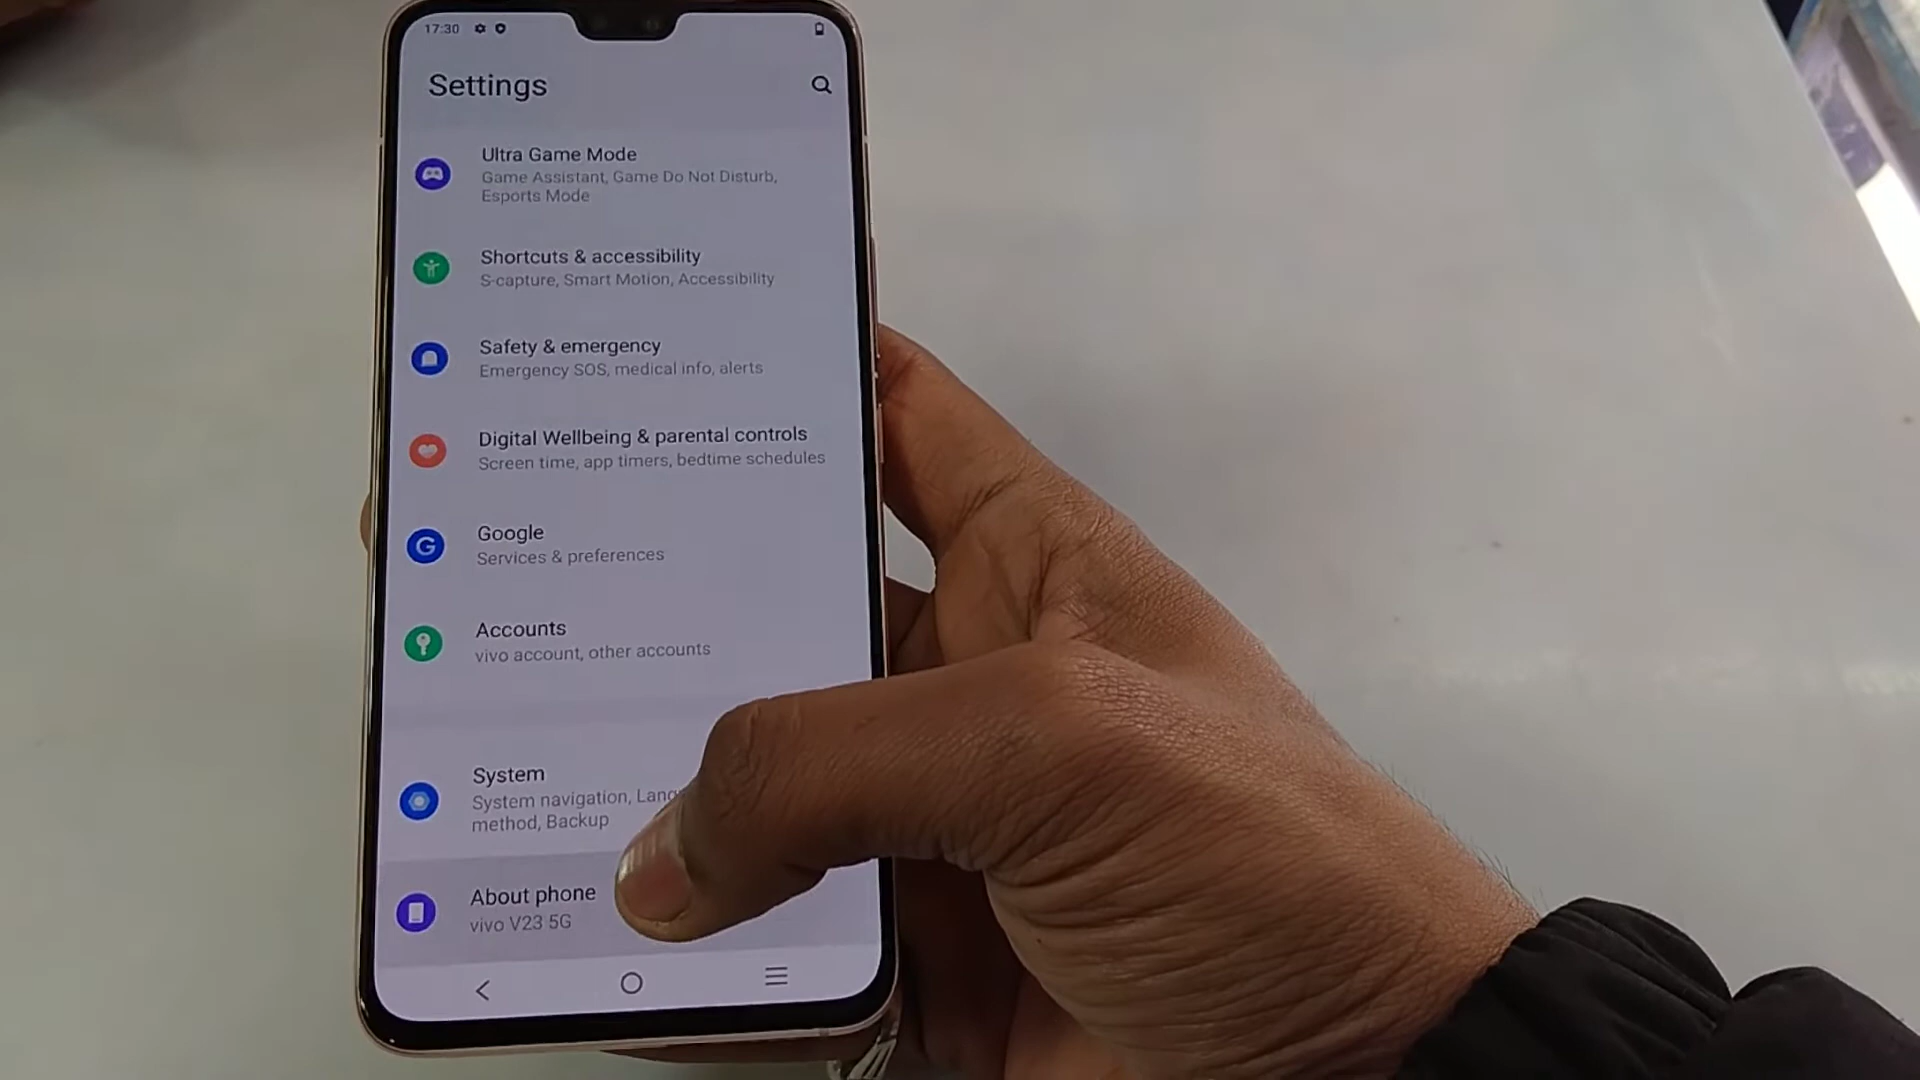 17:30
Settings
Ultra Game Mode
Game Assistant, Game Do Not Disturb,
Esports Mode
Shortcuts & accessibility
S-capture, Smart Motion, Accessibility
Safety & emergency
Emergency SOS, medical info, alerts
Digital Wellbeing & parental controls
Screen time, app timers, bedtime schedules
Google
Services & preferences
Accounts
vivo account, other accounts
System
System navigation,
method, Backup
About phone
vivo V23 5G